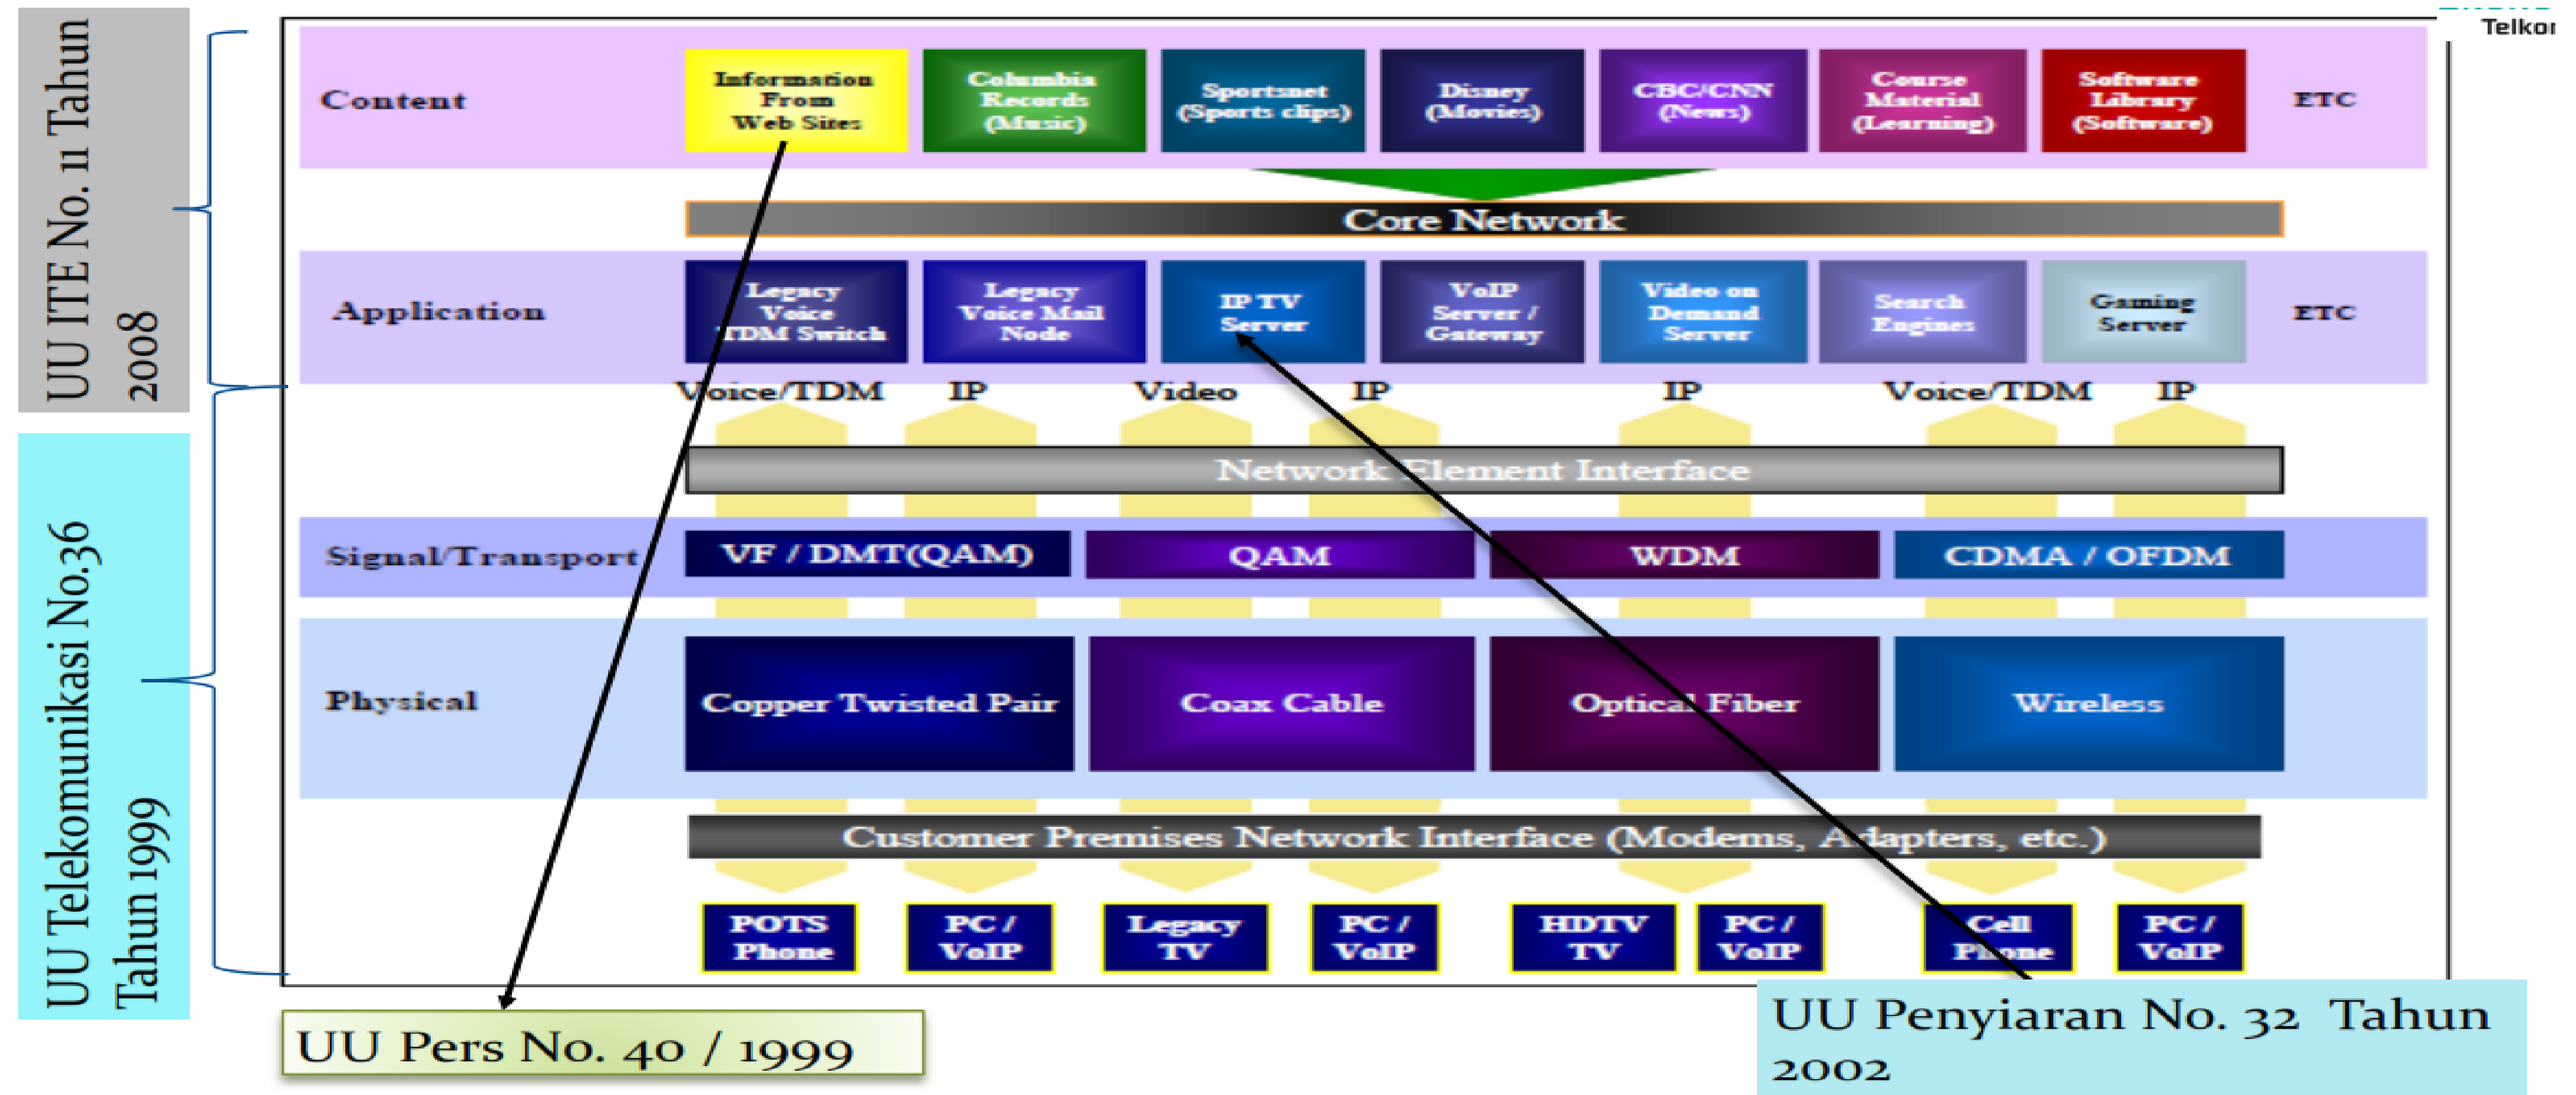 UU ITE No. 11 Tahun
2008
UU Telekomunikasi No.36
Tahun 1999
Content
Information
From
Web Sites
Columbia
Records
(Music)
Sportsnet
(Sports clips)
Disney
(Movies)
CBC/CNN
(News)
Course
Material
(Learning)
Software
Library
(Software)
ETC
Core Network
Application
Legacy
Voice
TDM Switch
Legacy
Voice Mail
Node
IP TV
Server
VoIP
Server /
Gateway
Video on
Demand
Server
Search
Engines
Gaming
Server
ETC
Voice/TDM
IP
Video
IP
IP
Voice/TDM
IP
Network Element Interface
Signal/Transport
VF / DMT(QAM)
QAM
WDM
CDMA / OFDM
Physical
Copper Twisted Pair
Coax Cable
Optical Fiber
Wireless
Customer Premises Network Interface (Modems, Adapters, etc.)
POTS
Phone
PC /
VoIP
Legacy
TV
PC /
VoIP
HDTV
TV
PC /
VoIP
Cell
Phone
PC /
VoIP
UU Pers No. 40 / 1999
UU Penyiaran No. 32 Tahun
2002